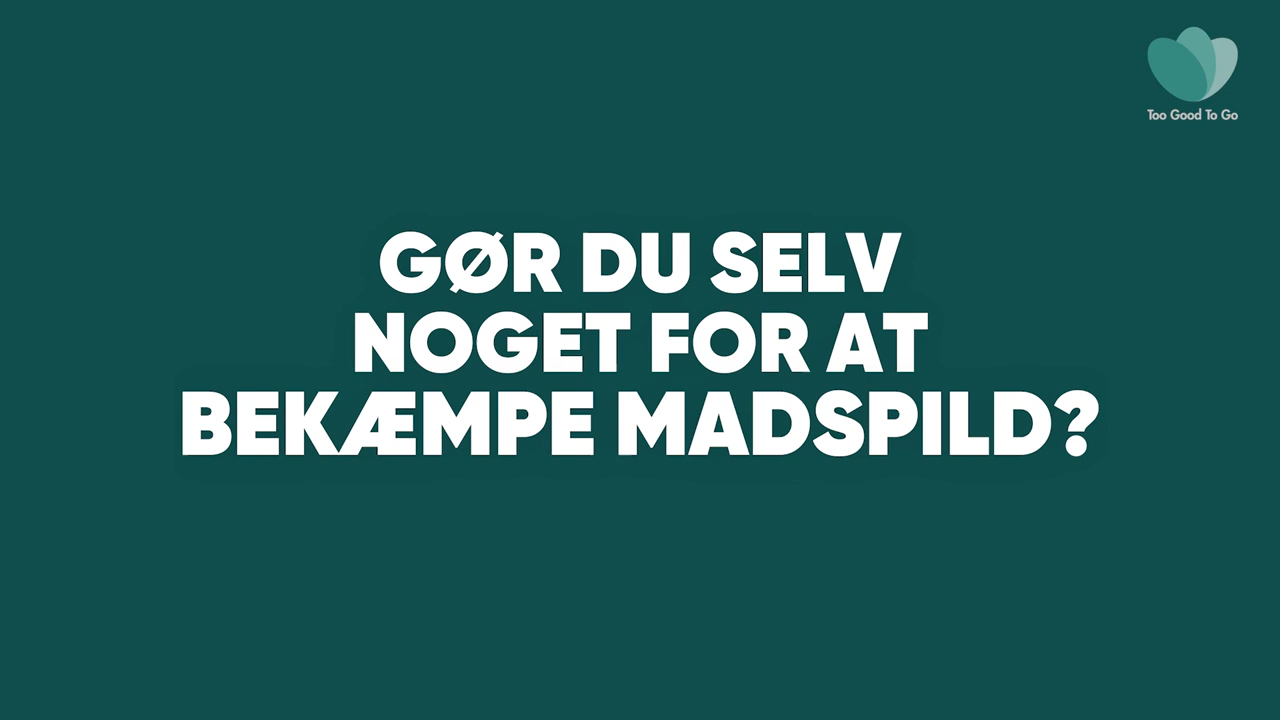 Too Good To Go
GØR DU SELV
NOGET FOR AT
BEKÆMPE MADSPILD?